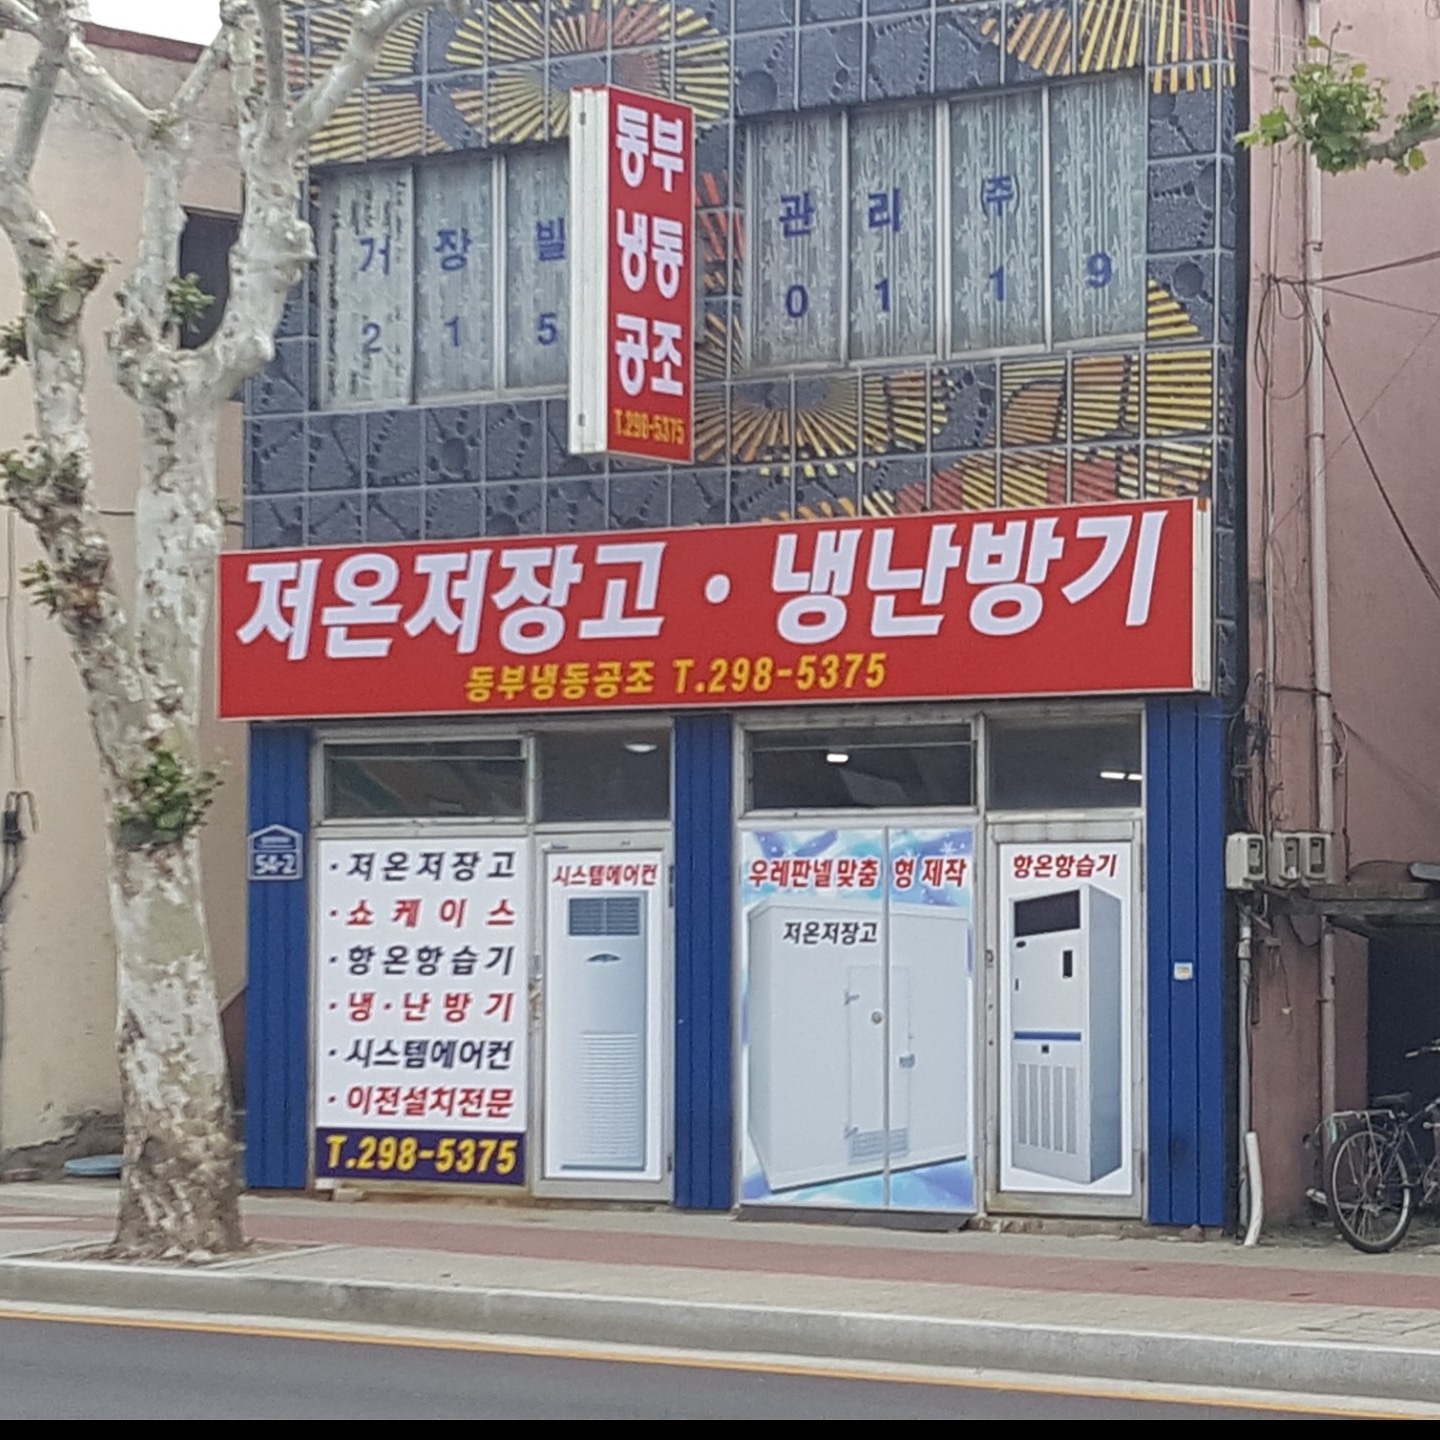 거 장 빌
관 리 (주)
2 1 5
0 1 1 9
동부
냉동
공조
T.298-5375
저온저장고 · 냉난방기
동부냉동공조 T.298-5375
54-2
· 저온저장고
· 쇼케이스
· 항온항습기
· 냉·난방기
· 시스템에어컨
· 이전설치전문
T.298-5375
시스템에어컨
우레판넬맞춤 형 제작
저온저장고
항온항습기